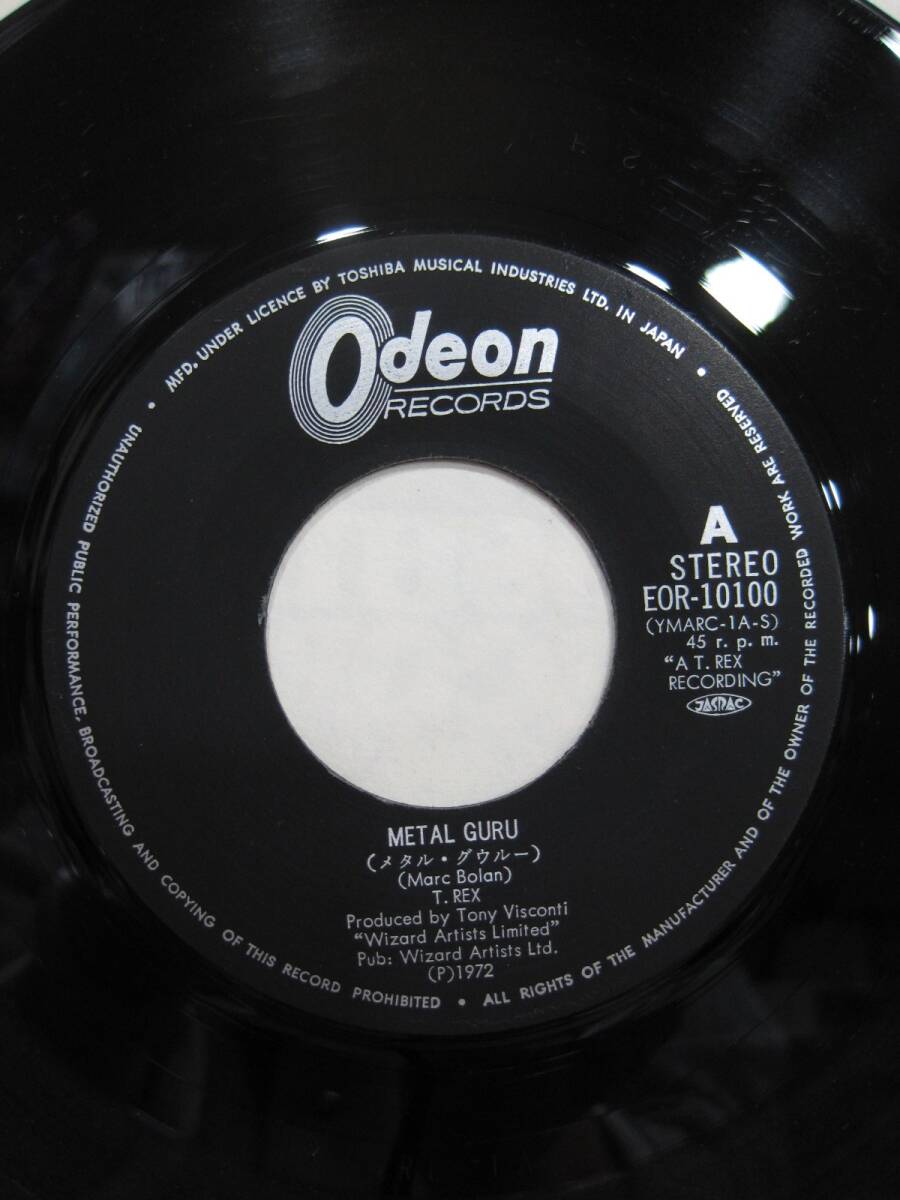 MFD. UNDER LICENCE BY TOSHIBA MUSICAL INDUSTRIES LTD. IN JAPAN •
Odeon
RECORDS
A
STEREO
EOR-10100
(YMARC-1A-S)
45 r. p. m.
"A T. REX
RECORDING"
JASRAC
METAL GURU
(メタル・グウルー)
(Marc Bolan)
T. REX
Produced by Tony Visconti
"Wizard Artists Limited"
Pub: Wizard Artists Ltd.
(P)1972
UNAUTHORIZED PUBLIC PERFORMANCE, BROADCASTING AND COPYING OF THIS RECORD PROHIBITED •
ALL RIGHTS OF THE MANUFACTURER AND OF THE OWNER OF THE RECORDED WORK ARE RESERVED •